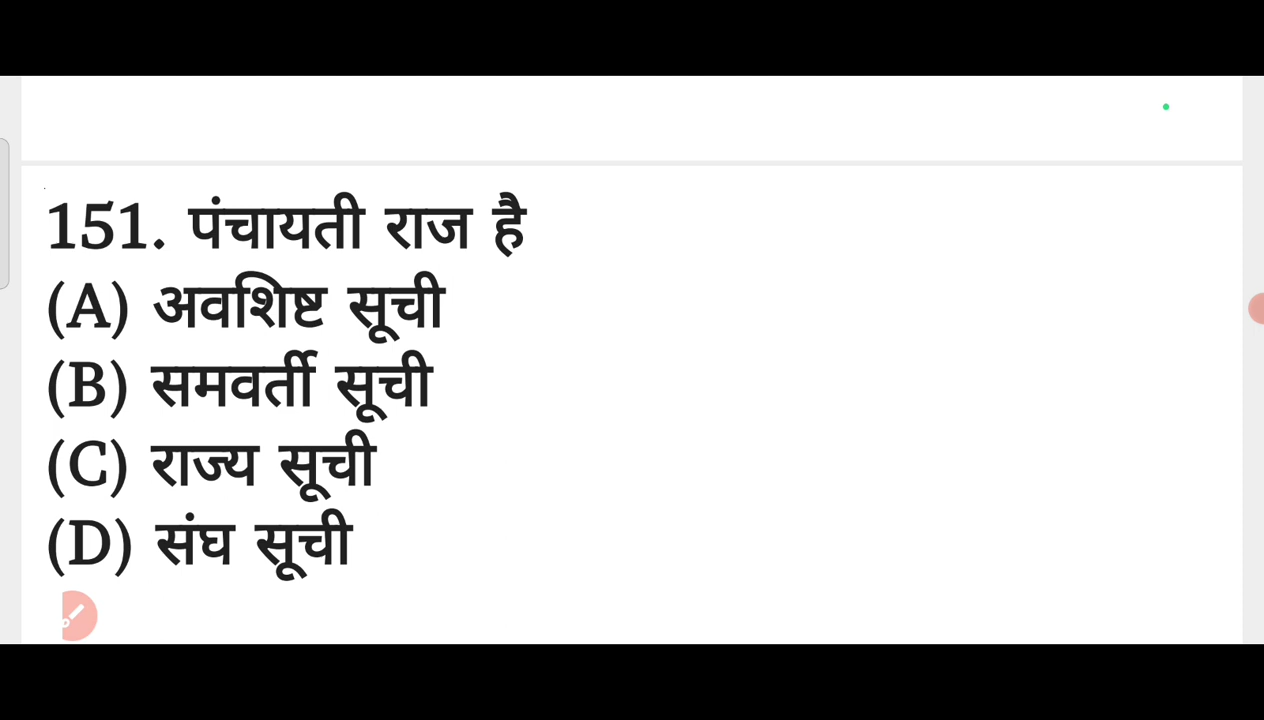 151. पंचायती राज है
(A) अवशिष्ट सूची
(B) समवर्ती सूची
(C) राज्य सूची
(D) संघ सूची